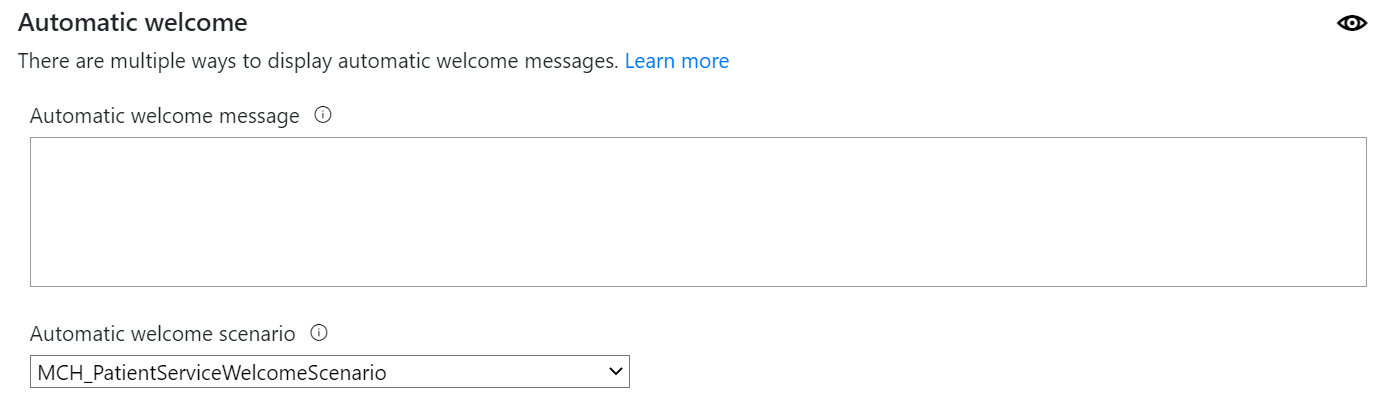 Automatic welcome
There are multiple ways to display automatic welcome messages. Learn more
Automatic welcome message
Automatic welcome scenario
MCH_PatientServiceWelcomeScenario